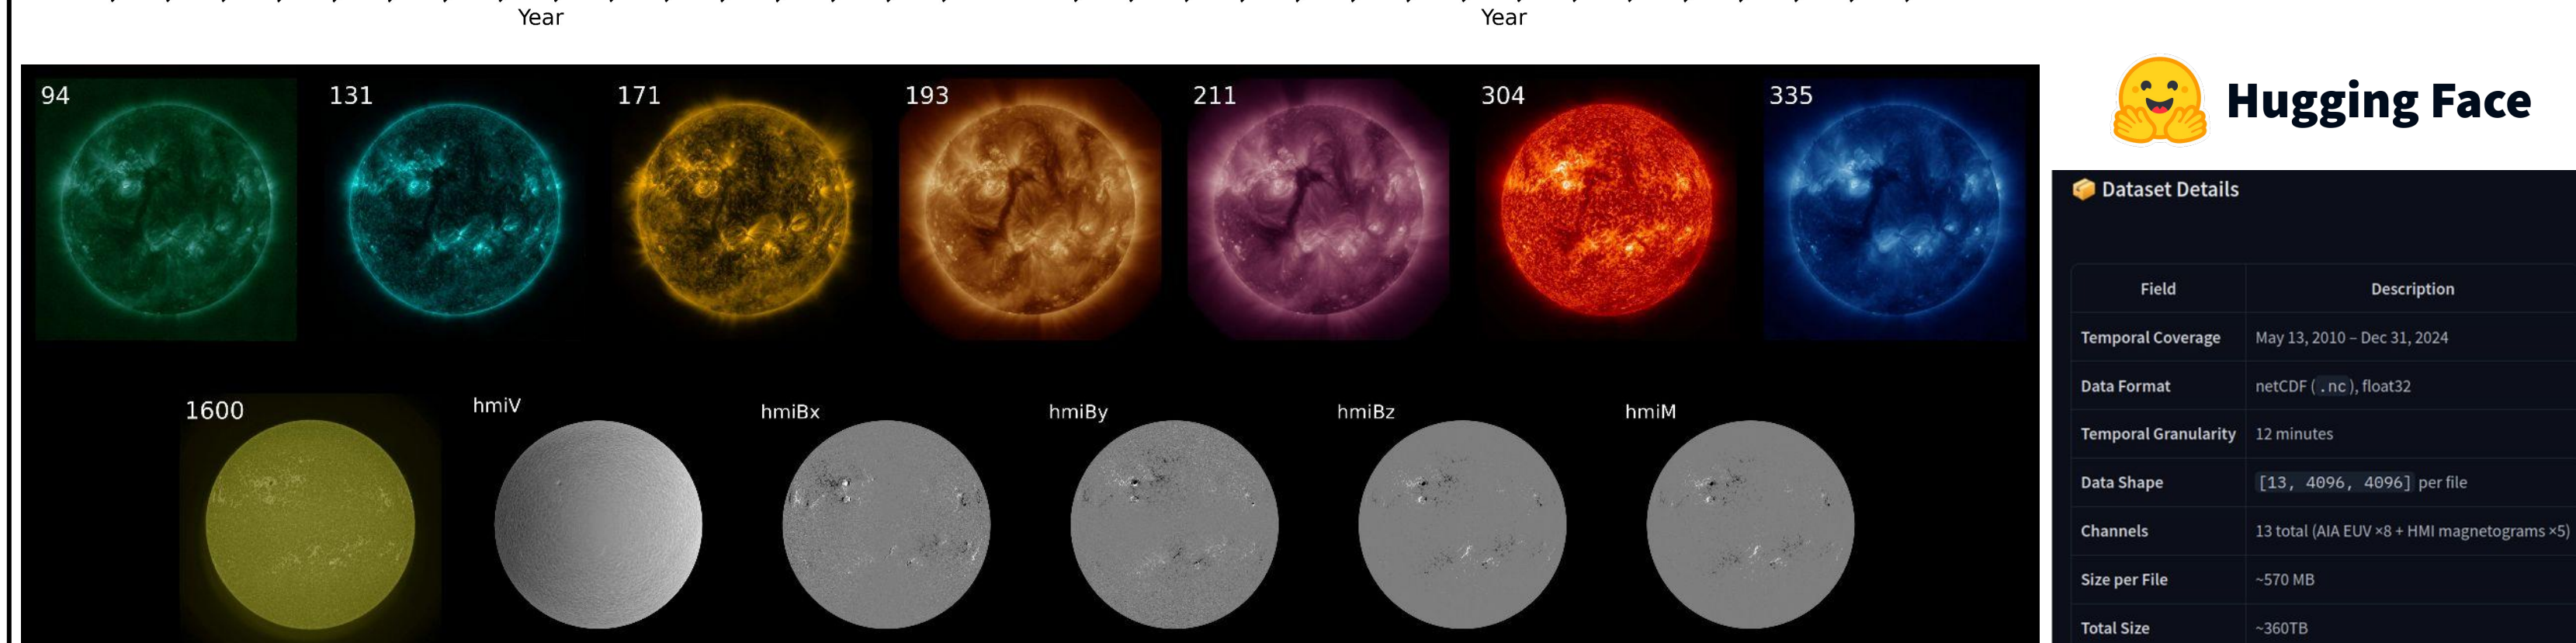 Year
Year
94
131
171
193
211
304
335
1600
hmiV
hmiBx
hmiBy
hmiBz
hmiM
Hugging Face
Dataset Details
Field Description
Temporal Coverage May 13, 2010 – Dec 31, 2024
Data Format netCDF (.nc), float32
Temporal Granularity 12 minutes
Data Shape [13, 4096, 4096] per file
Channels 13 total (AIA EUV ×8 + HMI magnetograms ×5)
Size per File ~570 MB
Total Size ~360TB